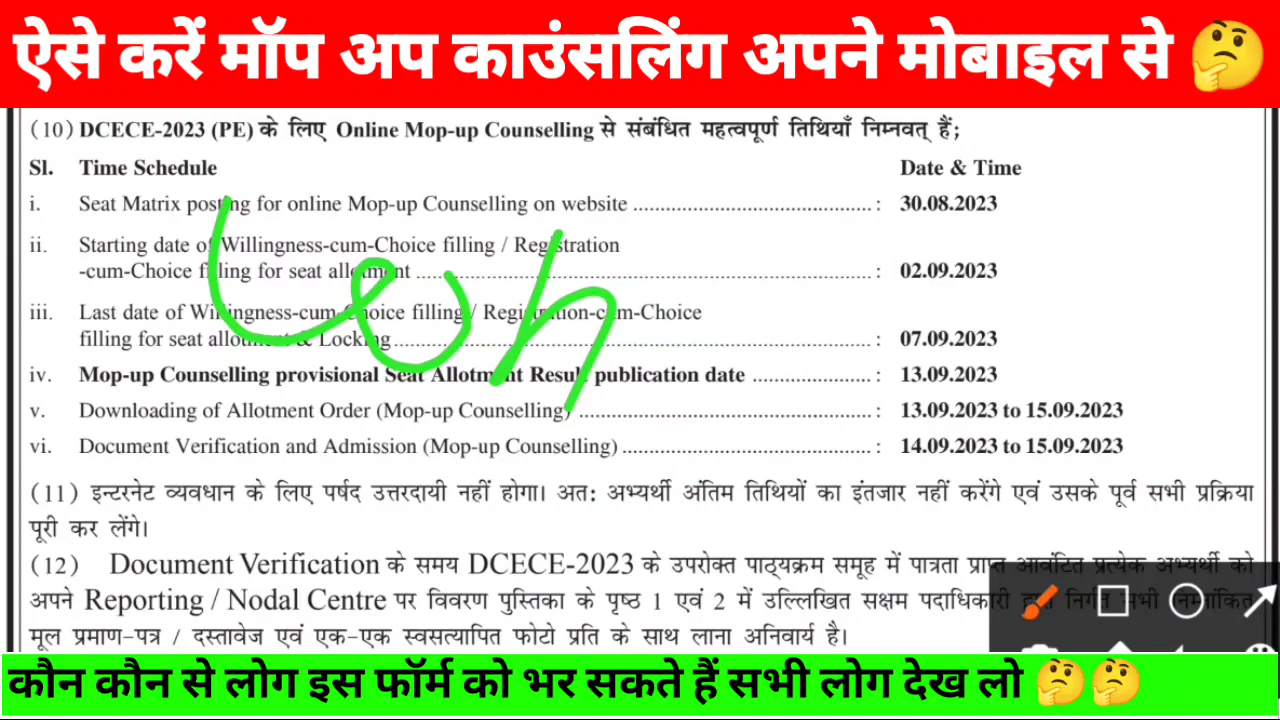 ऐसे करें मॉप अप काउंसलिंग अपने मोबाइल से 🤔
(10) DCECE-2023 (PE) के लिए Online Mop-up Counselling से संबंधित महत्वपूर्ण तिथियाँ निम्नवत् हैं;
Sl. Time Schedule Date & Time
i. Seat Matrix posting for online Mop-up Counselling on website : 30.08.2023
ii. Starting date of Willingness-cum-Choice filling / Registration
-cum-Choice filling for seat allotment : 02.09.2023
iii. Last date of Willingness-cum-Choice filling / Registration-cum-Choice
filling for seat allotment & Locking : 07.09.2023
iv. Mop-up Counselling provisional Seat Allotment Result publication date : 13.09.2023
v. Downloading of Allotment Order (Mop-up Counselling) : 13.09.2023 to 15.09.2023
vi. Document Verification and Admission (Mop-up Counselling) : 14.09.2023 to 15.09.2023
(11) इन्टरनेट व्यवधान के लिए पर्षद उत्तरदायी नहीं होगा। अत: अभ्यर्थी अंतिम तिथियों का इंतजार नहीं करेंगे एवं उसके पूर्व सभी प्रक्रिया
पूरी कर लेंगे।
(12) Document Verification के समय DCECE-2023 के उपरोक्त पाठ्यक्रम समूह में पात्रता प्राप्त आवंटित प्रत्येक अभ्यर्थी को
अपने Reporting / Nodal Centre पर विवरण पुस्तिका के पृष्ठ 1 एवं 2 में उल्लिखित सक्षम पदाधिकारी
मूल प्रमाण-पत्र / दस्तावेज एवं एक-एक स्वसत्यापित फोटो प्रति के साथ लाना अनिवार्य है।
कौन कौन से लोग इस फॉर्म को भर सकते हैं सभी लोग देख लो 🤔🤔